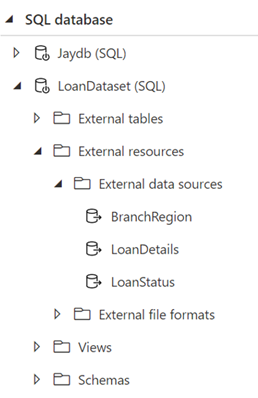 SQL database
Jaydb (SQL)
LoanDataset (SQL)
External tables
External resources
External data sources
BranchRegion
LoanDetails
LoanStatus
External file formats
Views
Schemas